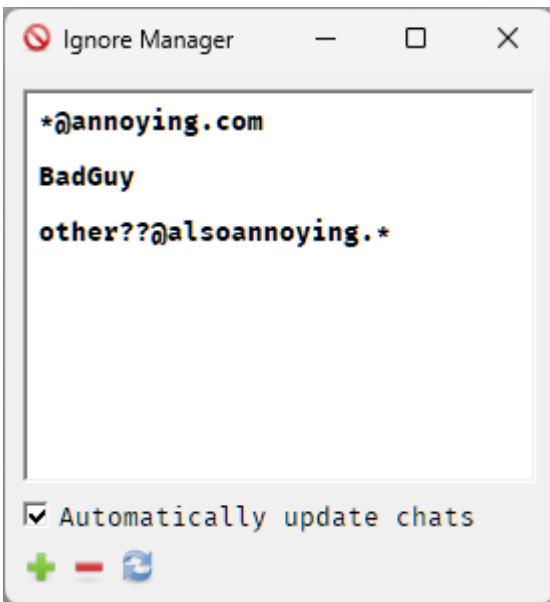 Ignore Manager
*@annoying.com
BadGuy
other??@alsoannoying.*
Automatically update chats